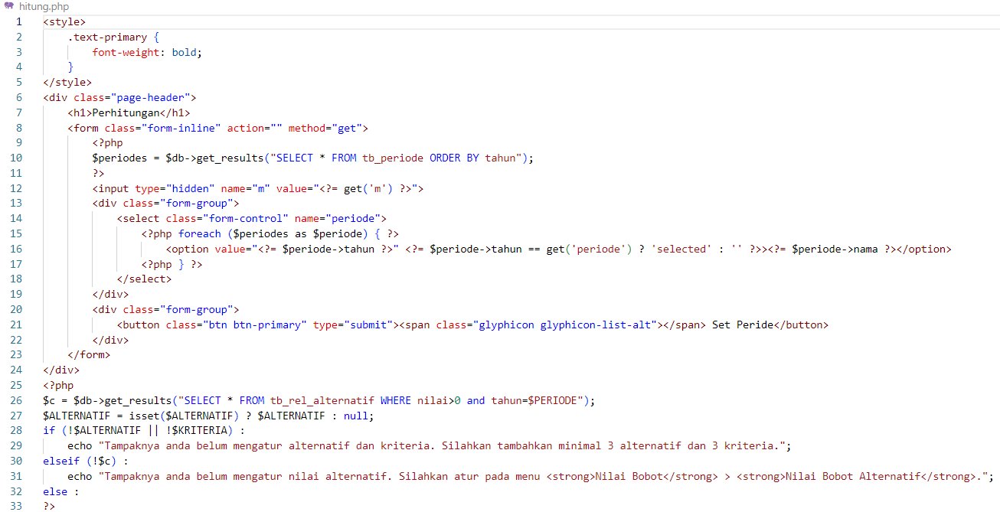 hitung.php
1 <style>
2     .text-primary {
3         font-weight: bold;
4     }
5 </style>
6 <div class="page-header">
7     <h1>Perhitungan</h1>
8     <form class="form-inline" action="" method="get">
9         <?php
10         $periodes = $db->get_results("SELECT * FROM tb_periode ORDER BY tahun");
11         ?>
12         <input type="hidden" name="m" value="<?= get('m') ?>">
13         <div class="form-group">
14             <select class="form-control" name="periode">
15                 <?php foreach ($periodes as $periode) { ?>
16                     <option value="<?= $periode->tahun ?>" <?= $periode->tahun == get('periode') ? 'selected' : '' ?>><?= $periode->nama ?></option>
17                 <?php } ?>
18             </select>
19         </div>
20         <div class="form-group">
21             <button class="btn btn-primary" type="submit"><span class="glyphicon glyphicon-list-alt"></span> Set Peride</button>
22         </div>
23     </form>
24 </div>
25 <?php
26 $c = $db->get_results("SELECT * FROM tb_rel_alternatif WHERE nilai>0 and tahun=$PERIODE");
27 $ALTERNATIF = isset($ALTERNATIF) ? $ALTERNATIF : null;
28 if (!$ALTERNATIF || !$KRITERIA) :
29     echo "Tampaknya anda belum mengatur alternatif dan kriteria. Silahkan tambahkan minimal 3 alternatif dan 3 kriteria.";
30 elseif (!$c) :
31     echo "Tampaknya anda belum mengatur nilai alternatif. Silahkan atur pada menu <strong>Nilai Bobot</strong> > <strong>Nilai Bobot Alternatif</strong>.";
32 else :
33 ?>